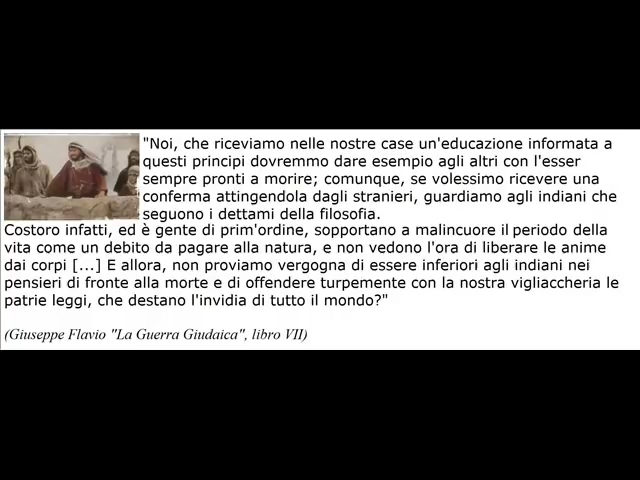 "Noi, che riceviamo nelle nostre case un'educazione informata a
questi principi dovremmo dare esempio agli altri con l'esser
sempre pronti a morire; comunque, se volessimo ricevere una
conferma attingendola dagli stranieri, guardiamo agli indiani che
seguono i dettami della filosofia.
Costoro infatti, ed è gente di prim'ordine, sopportano a malincuore il periodo della
vita come un debito da pagare alla natura, e non vedono l'ora di liberare le anime
dai corpi [...] E allora, non proviamo vergogna di essere inferiori agli indiani nei
pensieri di fronte alla morte e di offendere turpemente con la nostra vigliaccheria le
patrie leggi, che destano l'invidia di tutto il mondo?"
(Giuseppe Flavio "La Guerra Giudaica", libro VII)